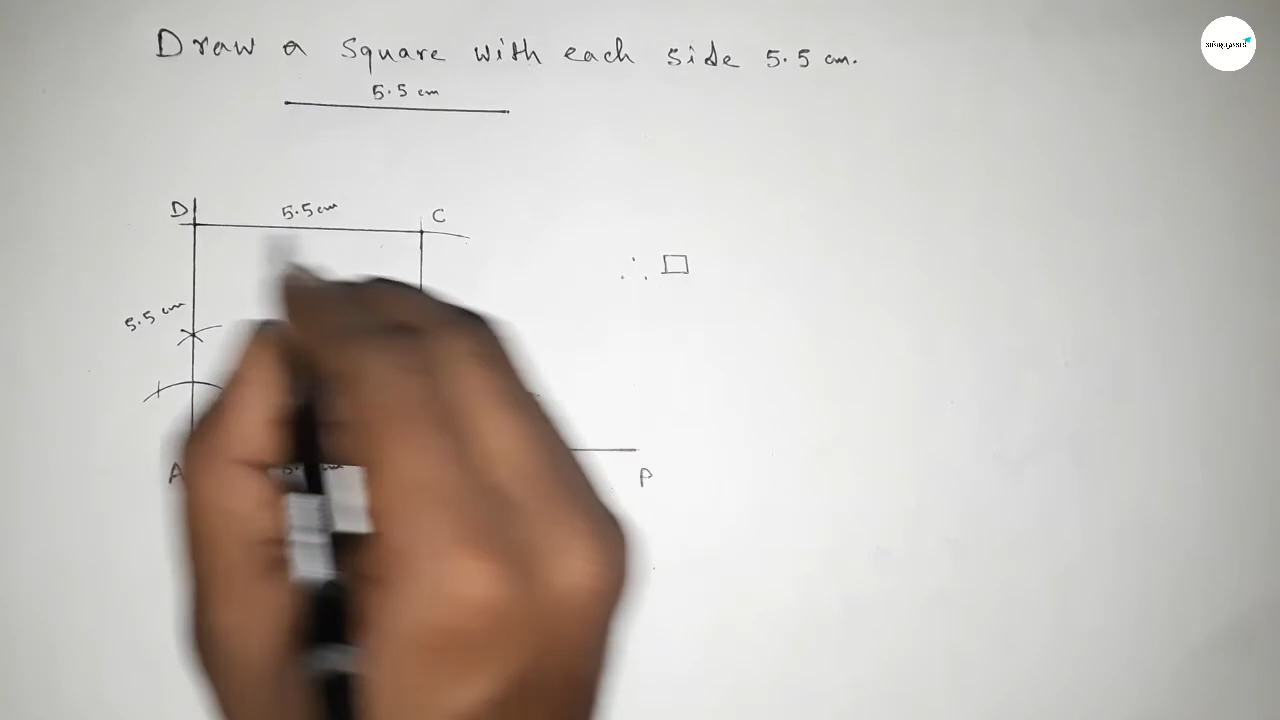 Draw a square with each side 5.5 cm.
5.5 cm
D 5.5 cm C
5.5 cm
∴ □
A P